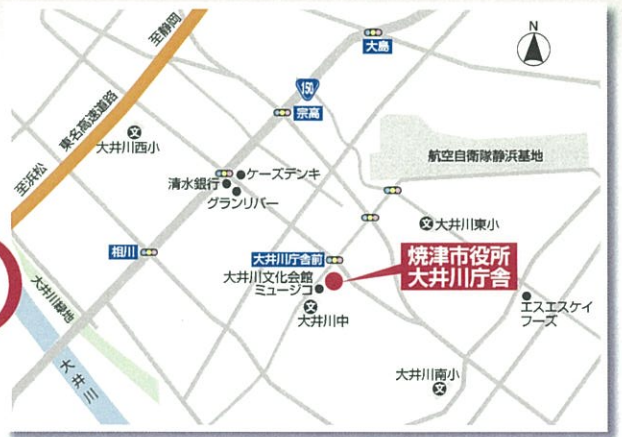 至静岡
大島
N
150
宗高
東名高速道路
大井川西小
航空自衛隊静浜基地
至浜松
ケーズデンキ
清水銀行
グランリバー
文
大井川東小
相川
大井川庁舎前
焼津市役所
大井川庁舎
大井川文化会館
ミュージコ
大井川緑地
文
大井川中
エスエスケイ
フーズ
大井川
大井川南小
文
文